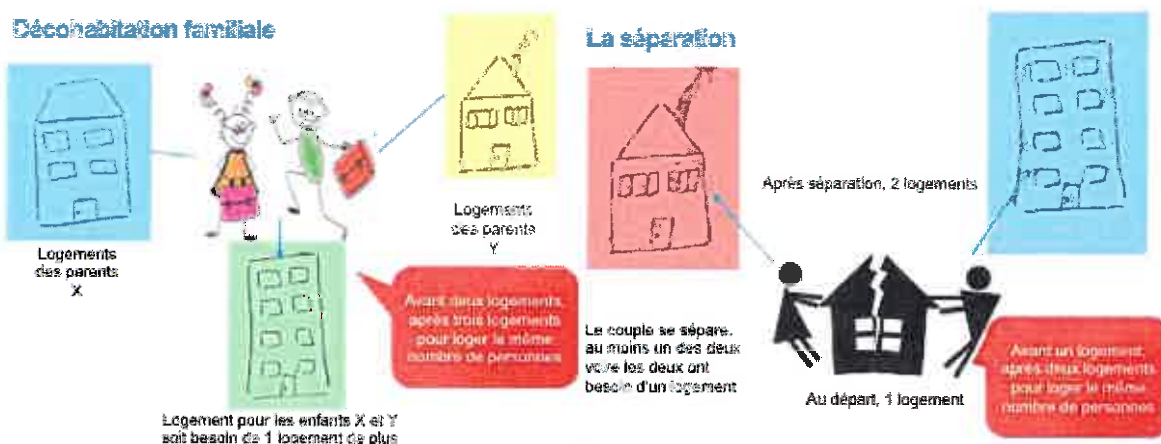 Décohabitation familiale
Logements
des parents
X
Logements
des parents
Y
Avant deux logements,
après trois logements
pour loger le même
nombre de personnes
Logement pour les enfants X et Y
soit besoin de 1 logement de plus
La séparation
Après séparation, 2 logements
Le couple se sépare,
au moins un des deux
voire les deux ont
besoin d'un logement
Au départ, 1 logement
Avant un logement,
après deux logements
pour loger le même
nombre de personnes